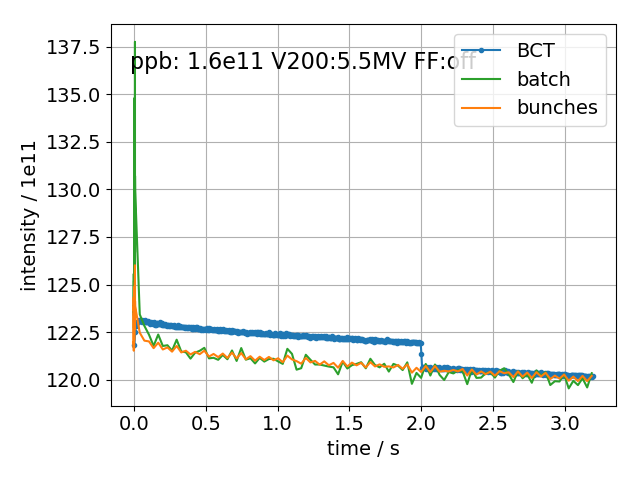 137.5
135.0
132.5
130.0
127.5
125.0
122.5
120.0
intensity / 1e11
ppb: 1.6e11 V200:5.5MV FF:off
BCT
batch
bunches
0.0 0.5 1.0 1.5 2.0 2.5 3.0
time / s